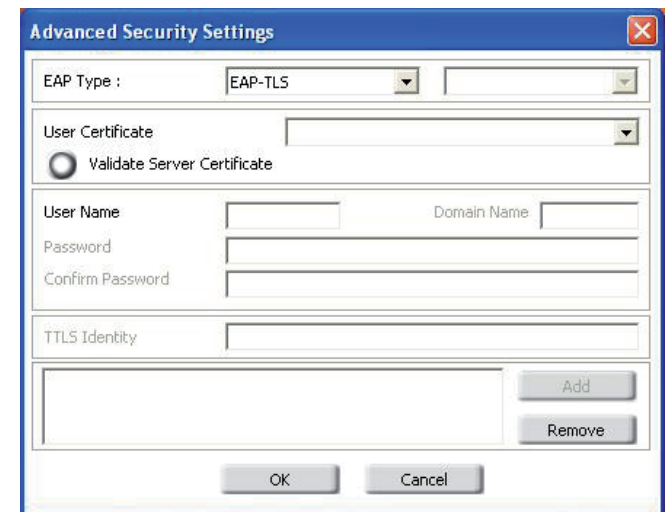 Advanced Security Settings
EAP Type : EAP-TLS
User Certificate
Validate Server Certificate
User Name Domain Name
Password
Confirm Password
TTLS Identity
Add
Remove
OK Cancel